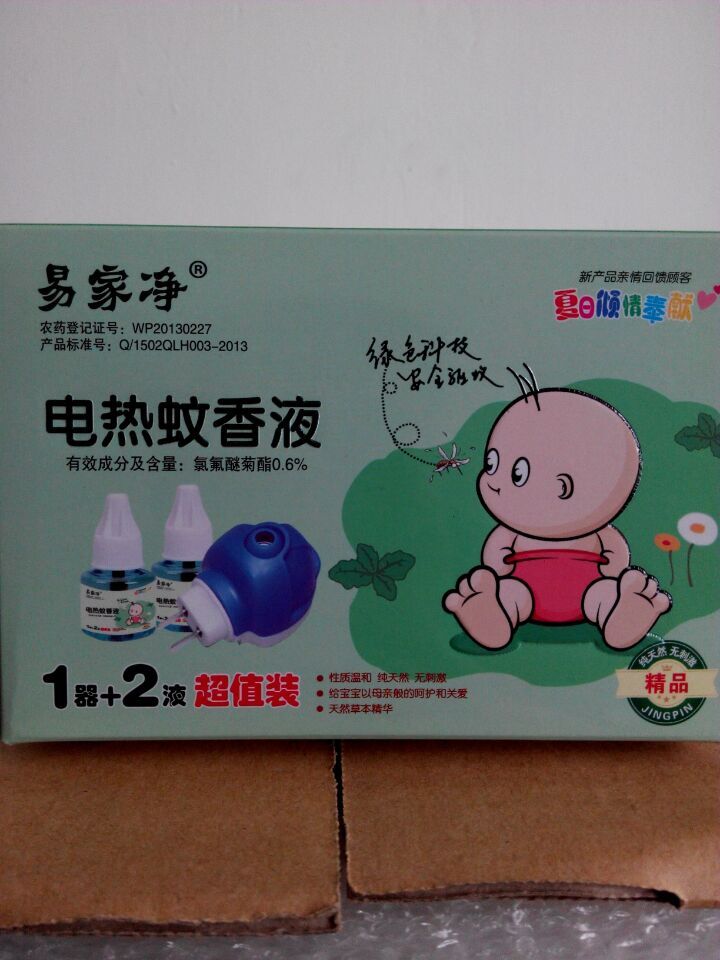 易家净®
农药登记证号：WP20130227
产品标准号：Q/1502QLH003-2013
新产品亲情回馈顾客
夏日倾情奉献
绿色科技
电热蚊香液
有效成分及含量：氯氟醚菊酯0.6%
易家净
电热蚊香液
1器+2液 超值装
• 性质温和 纯天然 无刺激
• 给宝宝以母亲般的呵护和关爱
• 天然草本精华
纯天然 无刺激
精品
JINGPIN